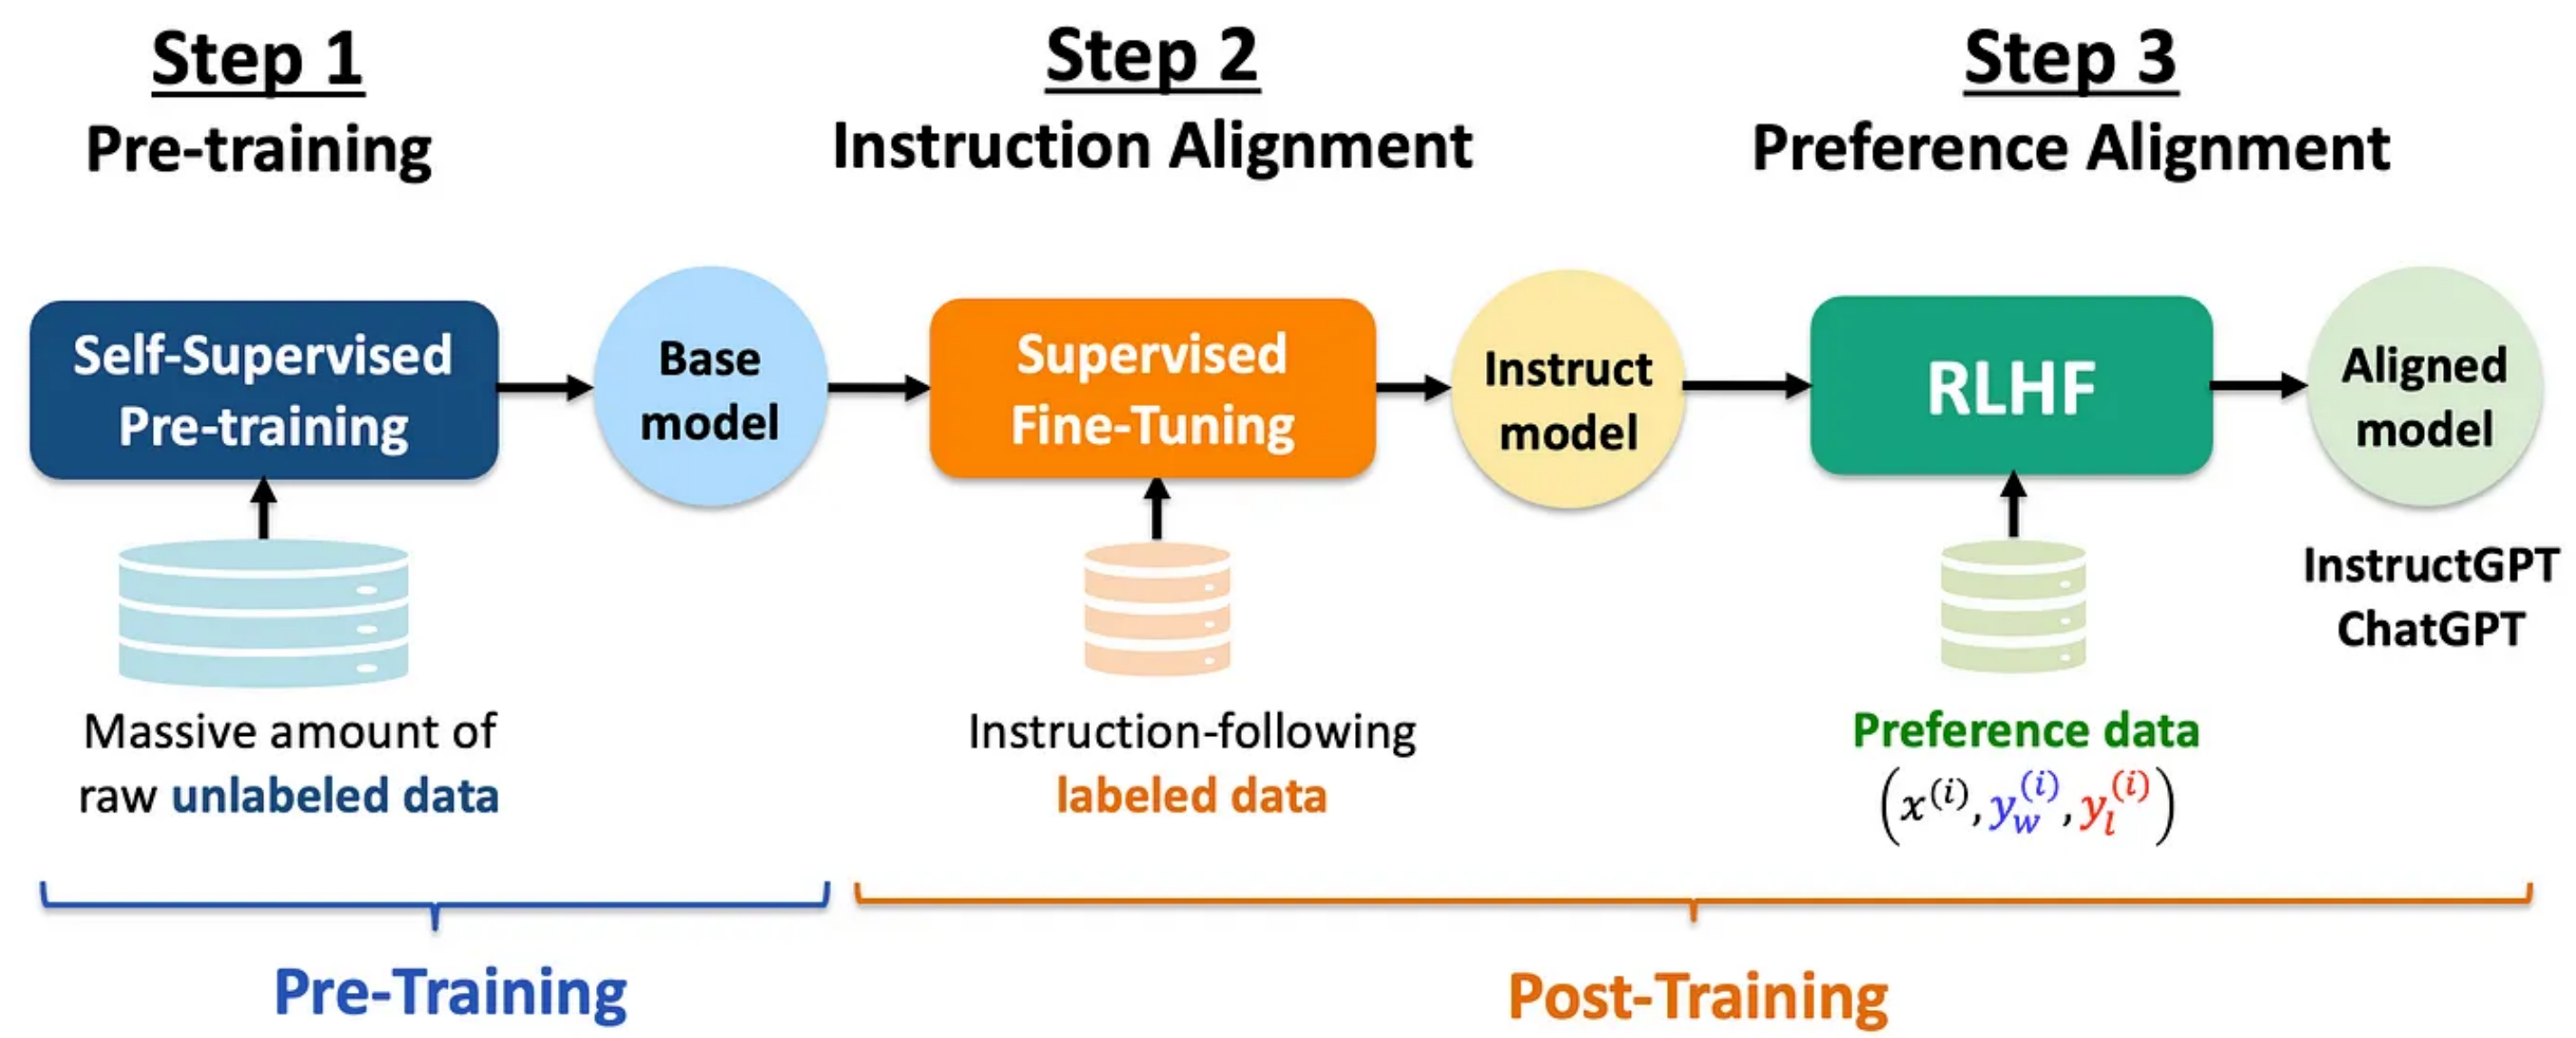 Step 1
Pre-training
Step 2
Instruction Alignment
Step 3
Preference Alignment
Self-Supervised
Pre-training
Base
model
Supervised
Fine-Tuning
Instruct
model
RLHF
Aligned
model
InstructGPT
ChatGPT
Massive amount of
raw unlabeled data
Instruction-following
labeled data
Preference data
(x^(i), y_w^(i), y_l^(i))
Pre-Training
Post-Training